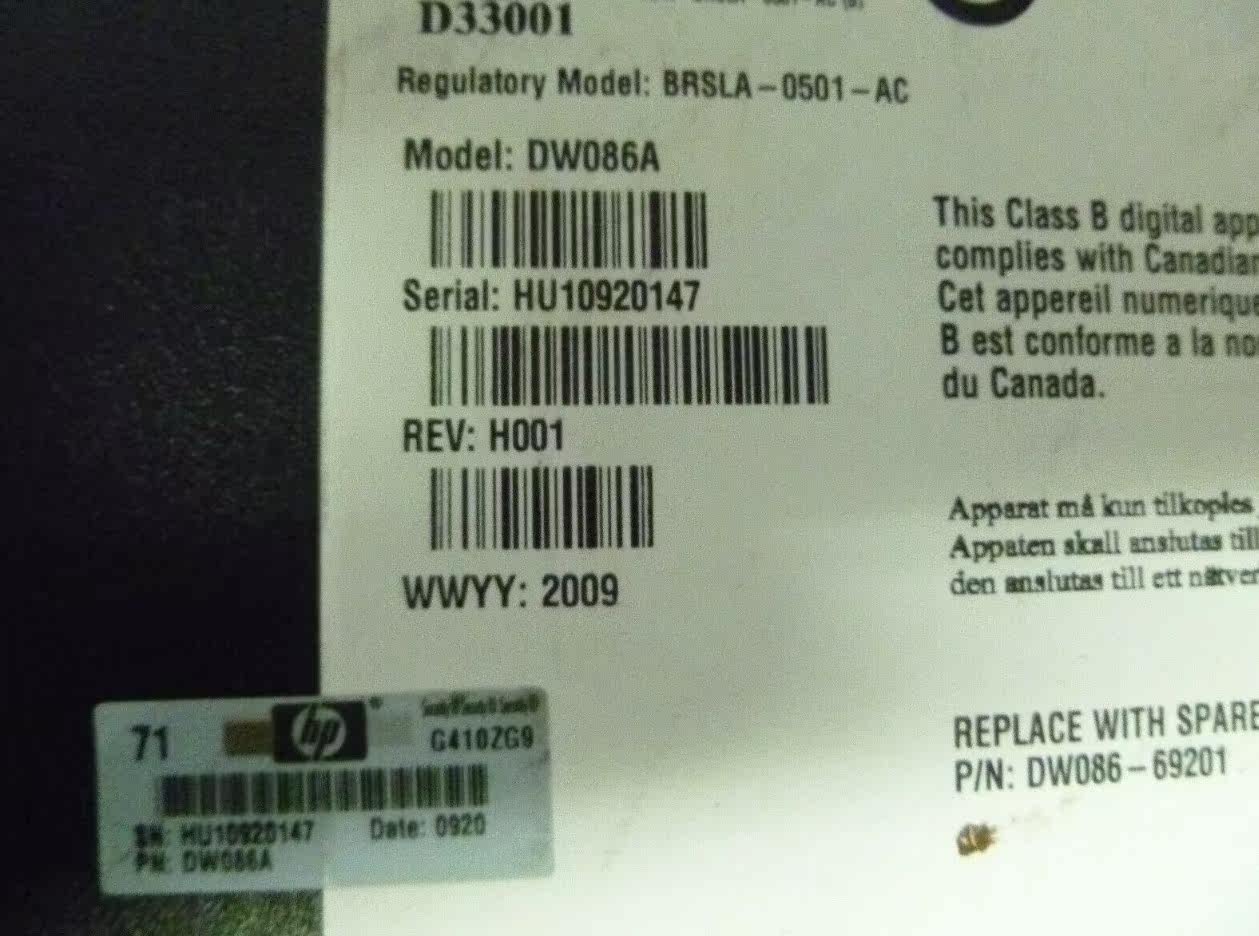 D33001
Regulatory Model: BRSLA-0501-AC
Model: DW086A
Serial: HU10920147
REV: H001
WWYY: 2009
This Class B digital app
complies with Canadian
Cet appereil numerique
B est conforme a la no
du Canada.
Apparat må kun tilkoples
Appaten skall anslutas till
den anslutas till ett nätver
REPLACE WITH SPARE
P/N: DW086-69201
71
hp
®
G410ZG9
SN: HU10920147 Date: 0920
PN: DW086A